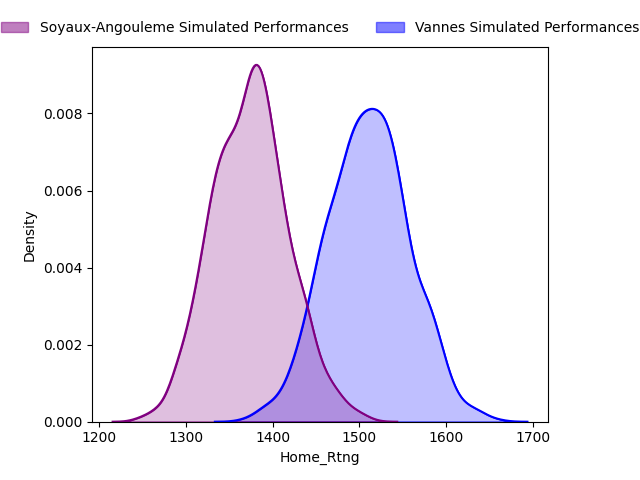 Soyaux-Angouleme Simulated Performances Vannes Simulated Performances
0.008
0.006
0.004
0.002
0.000
Density
1200 1300 1400 1500 1600 1700
Home_Rtng